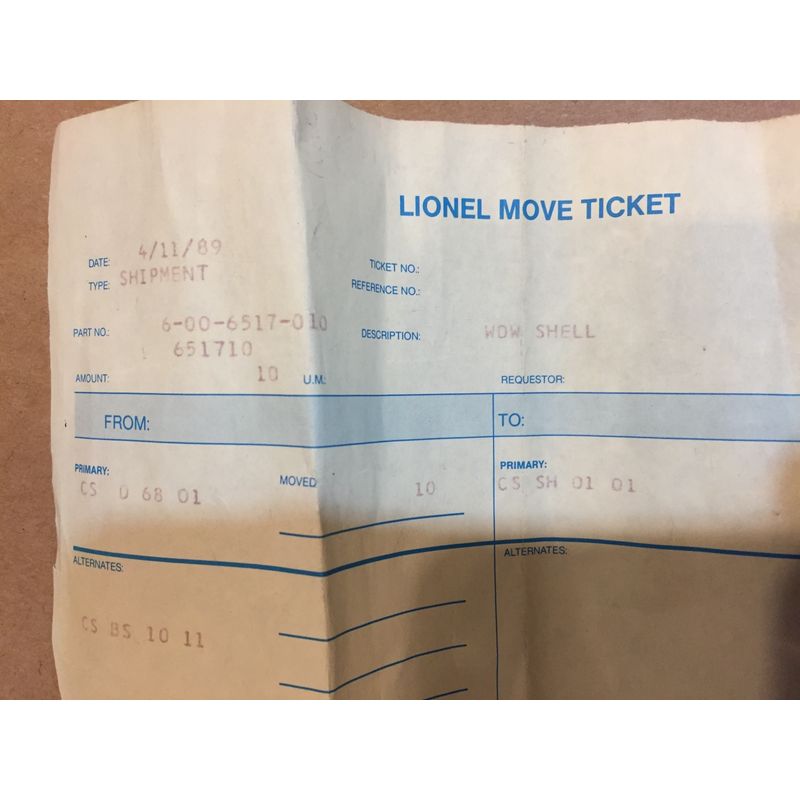 LIONEL MOVE TICKET
DATE: 4/11/89
TICKET NO.:
TYPE: SHIPMENT
REFERENCE NO.:
PART NO.: 6-00-6517-010
DESCRIPTION: WDW SHELL
651710
AMOUNT: 10 U.M.:
REQUESTOR:
FROM: TO:
PRIMARY: MOVED 10
PRIMARY:
CS D 68 01
CS SH 01 01
ALTERNATES:
ALTERNATES:
CS BS 10 11